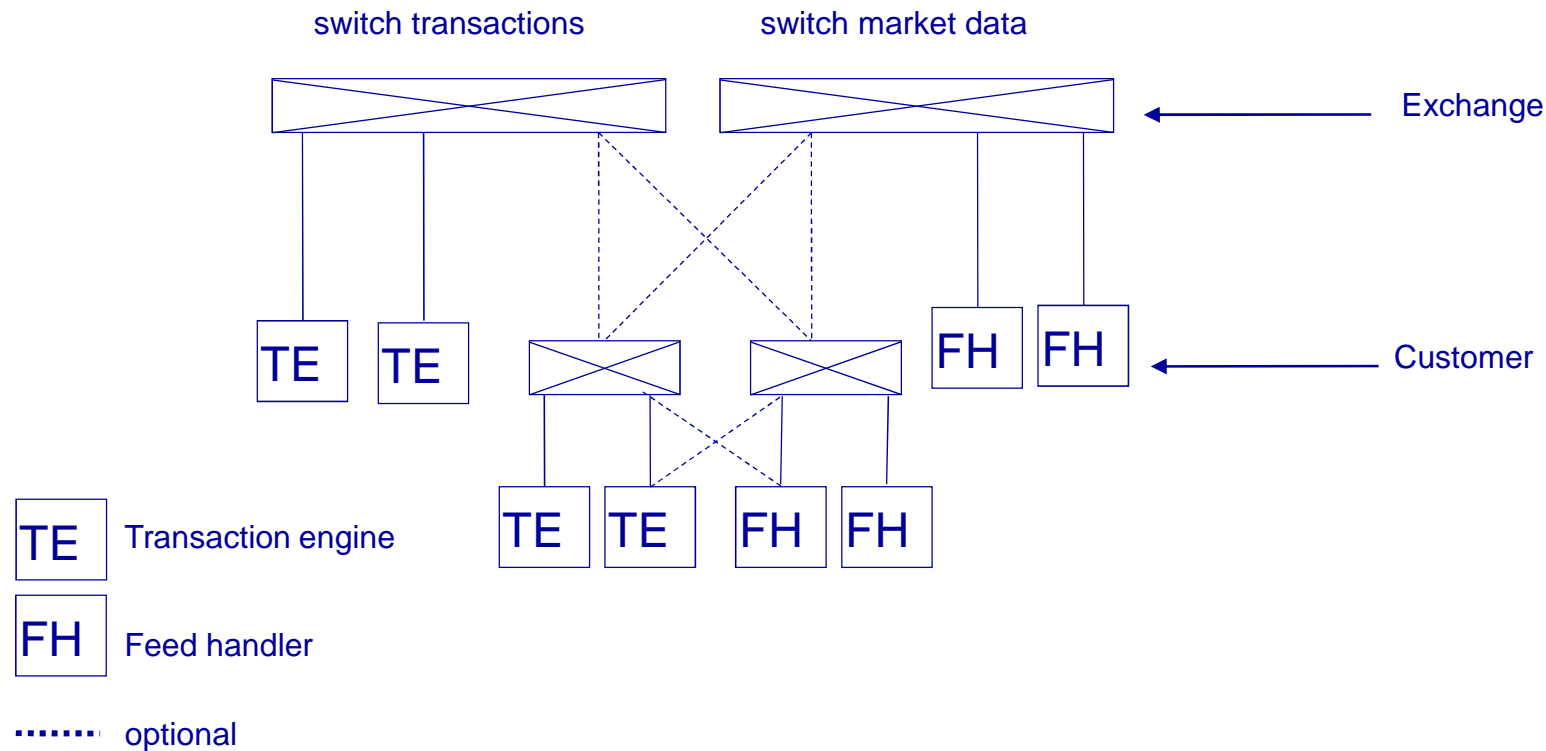 switch transactions
switch market data
Exchange
TE
TE
FH
FH
Customer
TE
TE
FH
FH
TE
Transaction engine
FH
Feed handler
optional